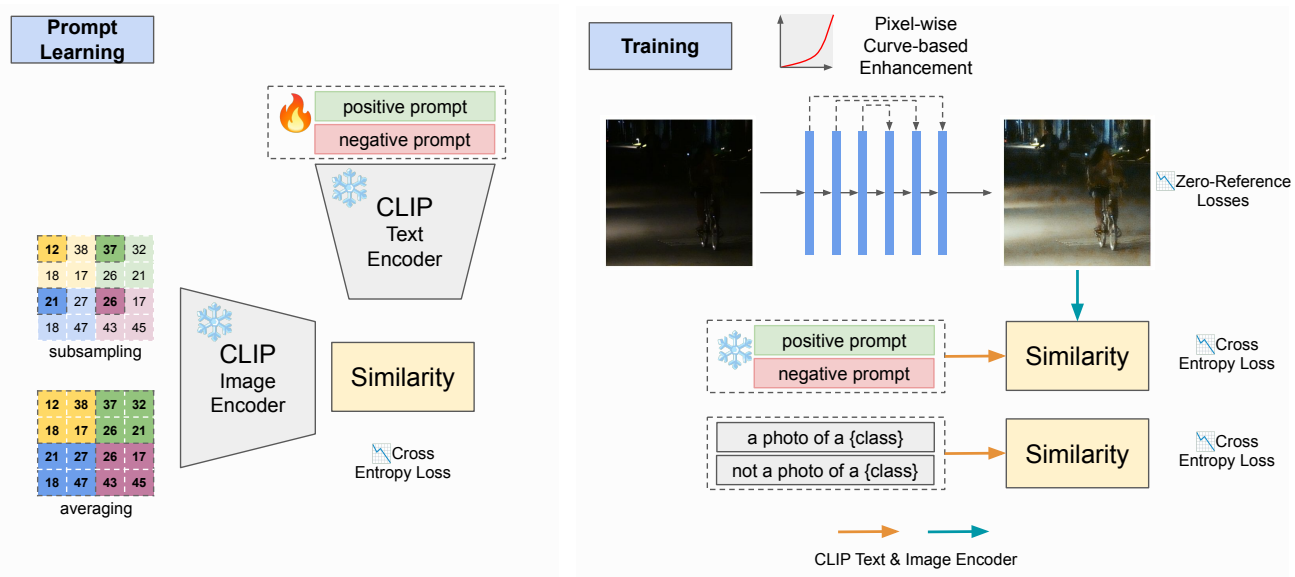 Prompt
Learning
positive prompt
negative prompt
CLIP
Text
Encoder
12 38 37 32
18 17 26 21
21 27 26 17
18 47 43 45
subsampling
CLIP
Image
Encoder
Similarity
12 38 37 32
18 17 26 21
21 27 26 17
18 47 43 45
averaging
Cross
Entropy Loss
Training
Pixel-wise
Curve-based
Enhancement
Zero-Reference
Losses
positive prompt
negative prompt
Similarity
Cross
Entropy Loss
a photo of a {class}
not a photo of a {class}
Similarity
Cross
Entropy Loss
CLIP Text & Image Encoder